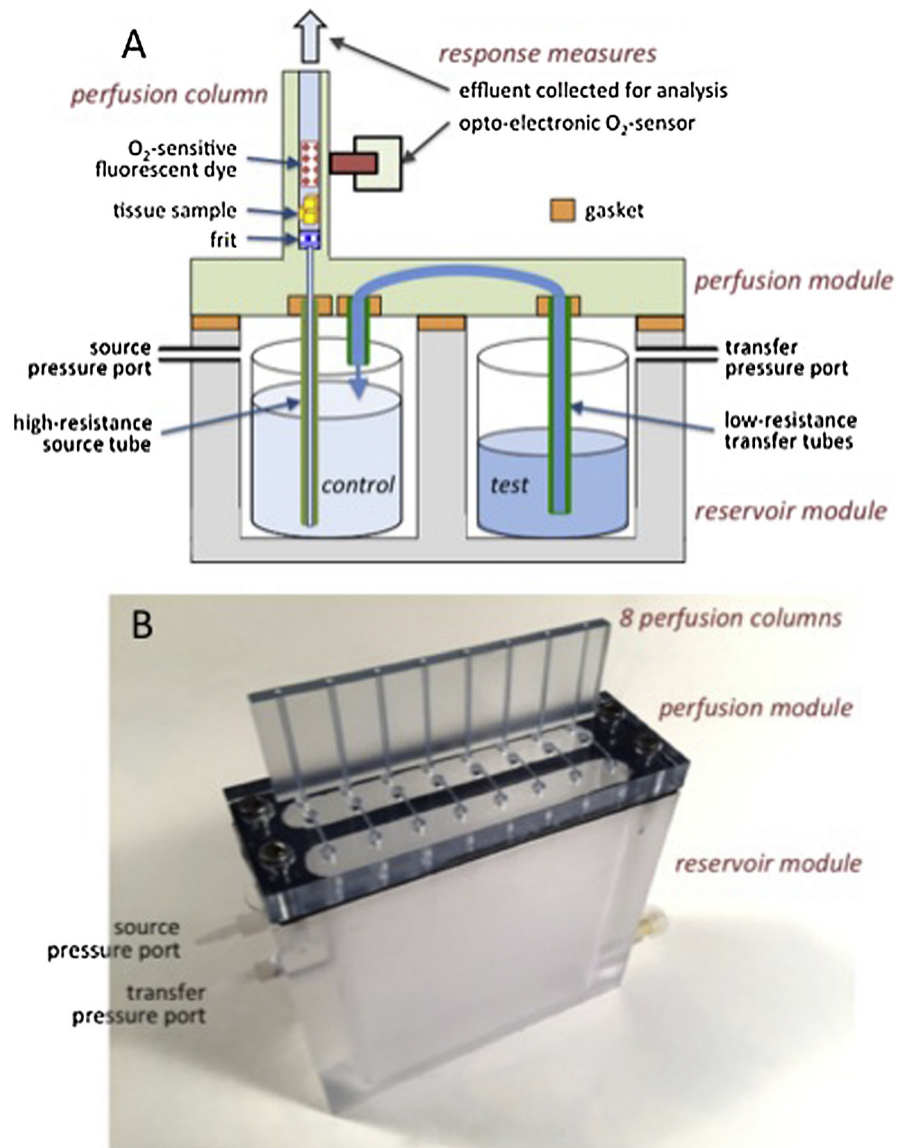 A
response measures
perfusion column
effluent collected for analysis
opto-electronic O₂-sensor
O₂-sensitive
fluorescent dye
tissue sample
gasket
frit
perfusion module
source
pressure port
transfer
pressure port
high-resistance
source tube
low-resistance
transfer tubes
control
test
reservoir module
B
8 perfusion columns
perfusion module
reservoir module
source
pressure port
transfer
pressure port